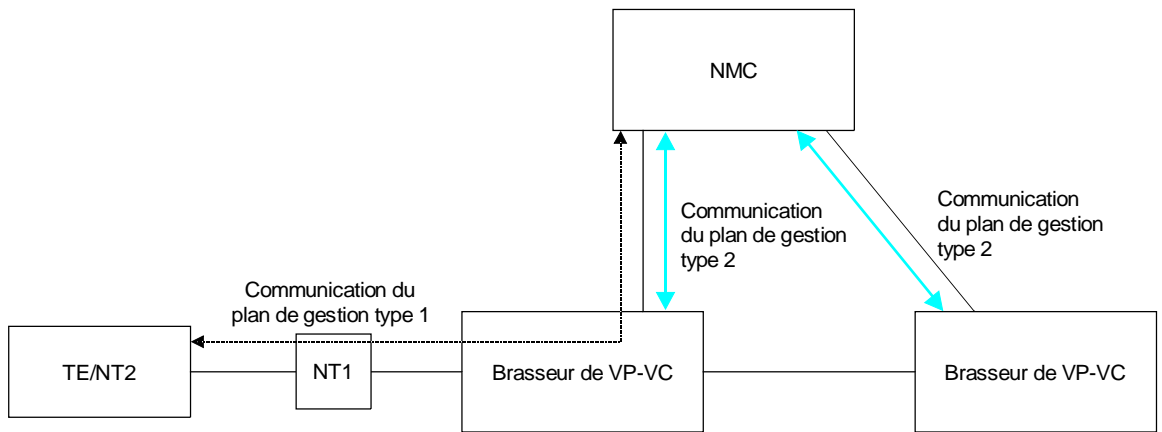 NMC
Communication
du plan de gestion
type 2
Communication
du plan de gestion
type 2
Communication du
plan de gestion type 1
TE/NT2
NT1
Brasseur de VP-VC
Brasseur de VP-VC